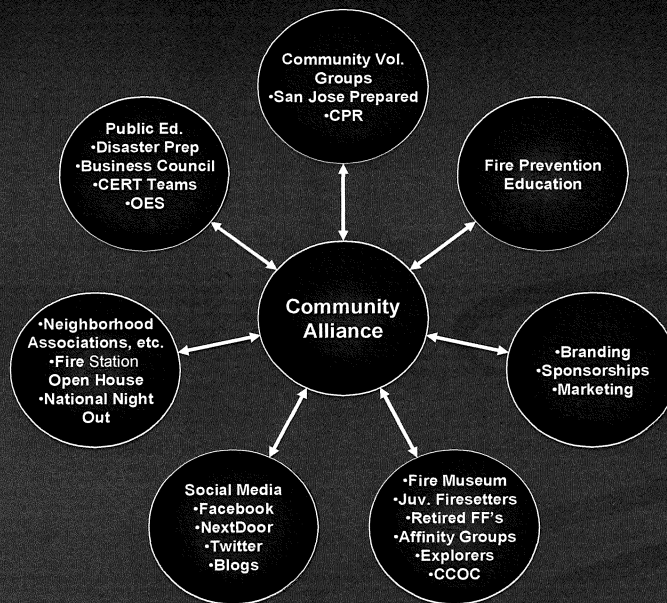 Community Vol.
Groups
•San Jose Prepared
•CPR
Public Ed.
•Disaster Prep
•Business Council
•CERT Teams
•OES
Fire Prevention
Education
Community
Alliance
•Neighborhood
Associations, etc.
•Fire Station
Open House
•National Night
Out
•Branding
•Sponsorships
•Marketing
Social Media
•Facebook
•NextDoor
•Twitter
•Blogs
•Fire Museum
•Juv. Firesetters
•Retired FF's
•Affinity Groups
•Explorers
•CCOC